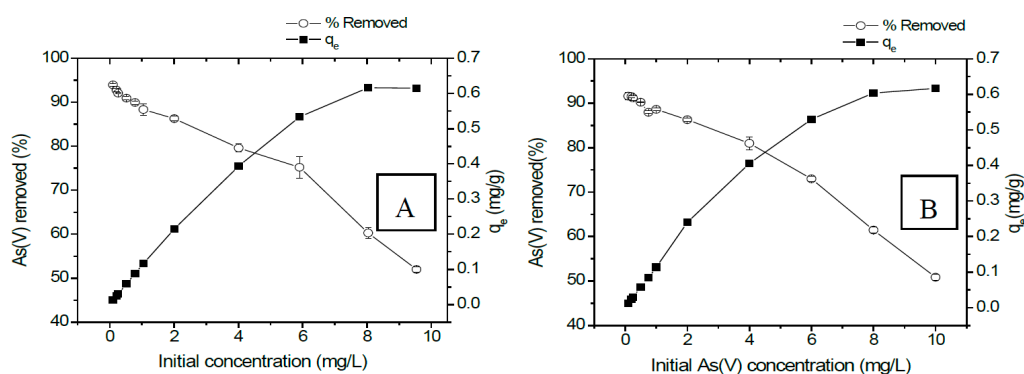 % Removed
qe
100
90
80
70
60
50
40
As(V) removed (%)
0.7
0.6
0.5
0.4
0.3
0.2
0.1
0.0
qe (mg/g)
A
0 2 4 6 8 10
Initial concentration (mg/L)
% Removed
qe
100
90
80
70
60
50
40
As(V) removed(%)
0.7
0.6
0.5
0.4
0.3
0.2
0.1
0.0
qe (mg/g)
B
0 2 4 6 8 10
Initial As(V) concentration (mg/L)